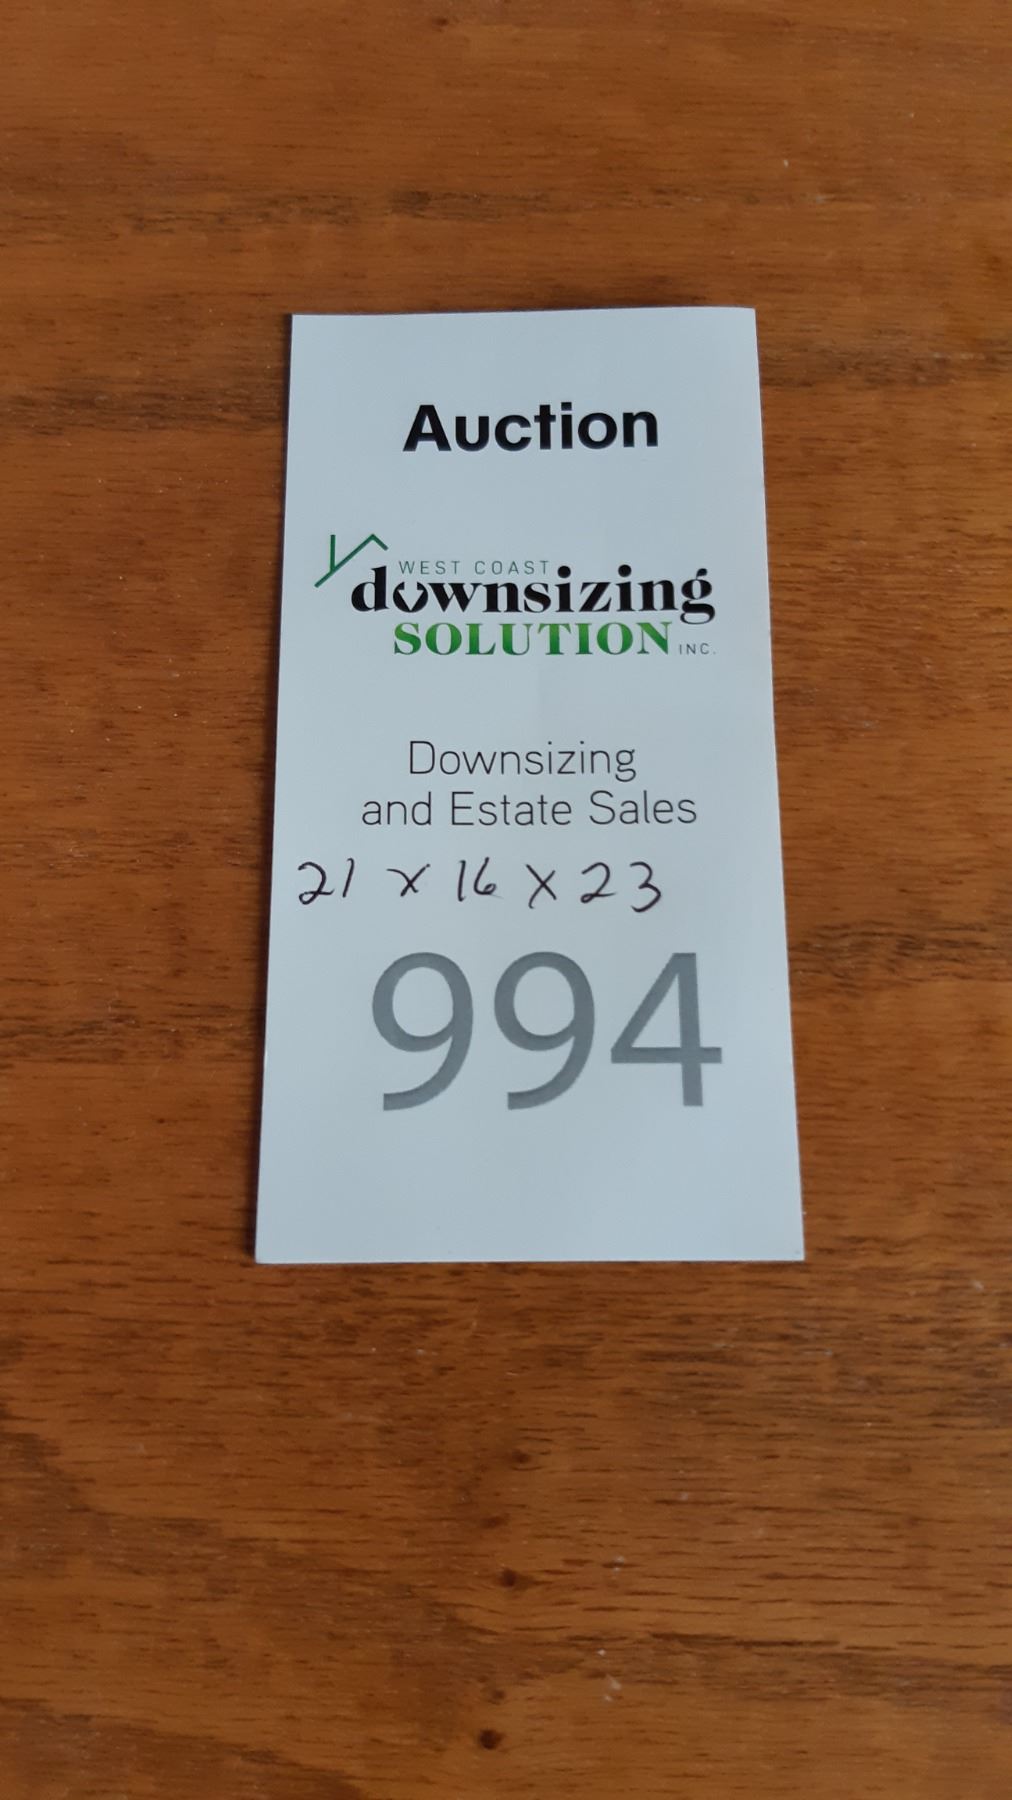 Auction
WEST COAST
downsizing
SOLUTION INC.
Downsizing
and Estate Sales
21 x 16 x 23
994